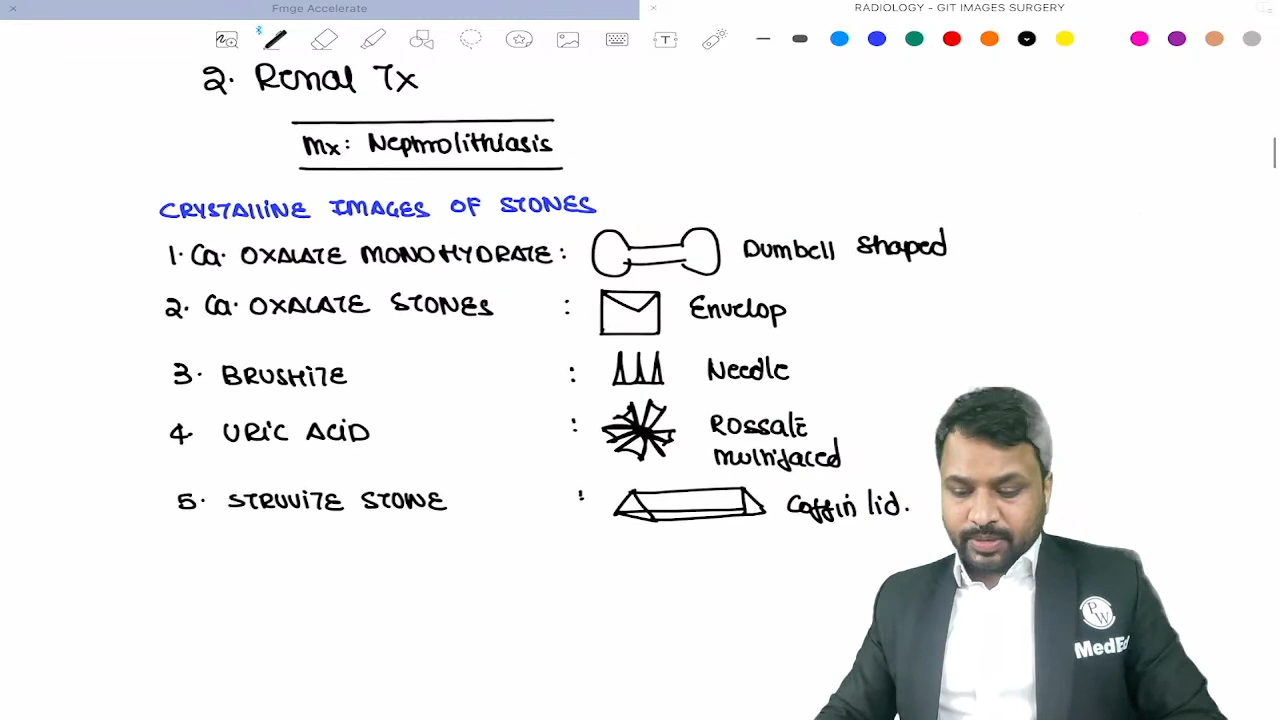 Fmge Accelerate
RADIOLOGY - GIT IMAGES SURGERY
2. Renal Tx
Mx: Nephrolithiasis
CRYSTALLINE IMAGES OF STONES
1. Ca. OXALATE MONOHYDRATE : Dumbell shaped
2. Ca. OXALATE STONES : Envelop
3. BRUSHITE : Needle
4. URIC ACID : Rossate
multifaced
5. STRUVITE STONE : Coffin lid.
PW
MedEd